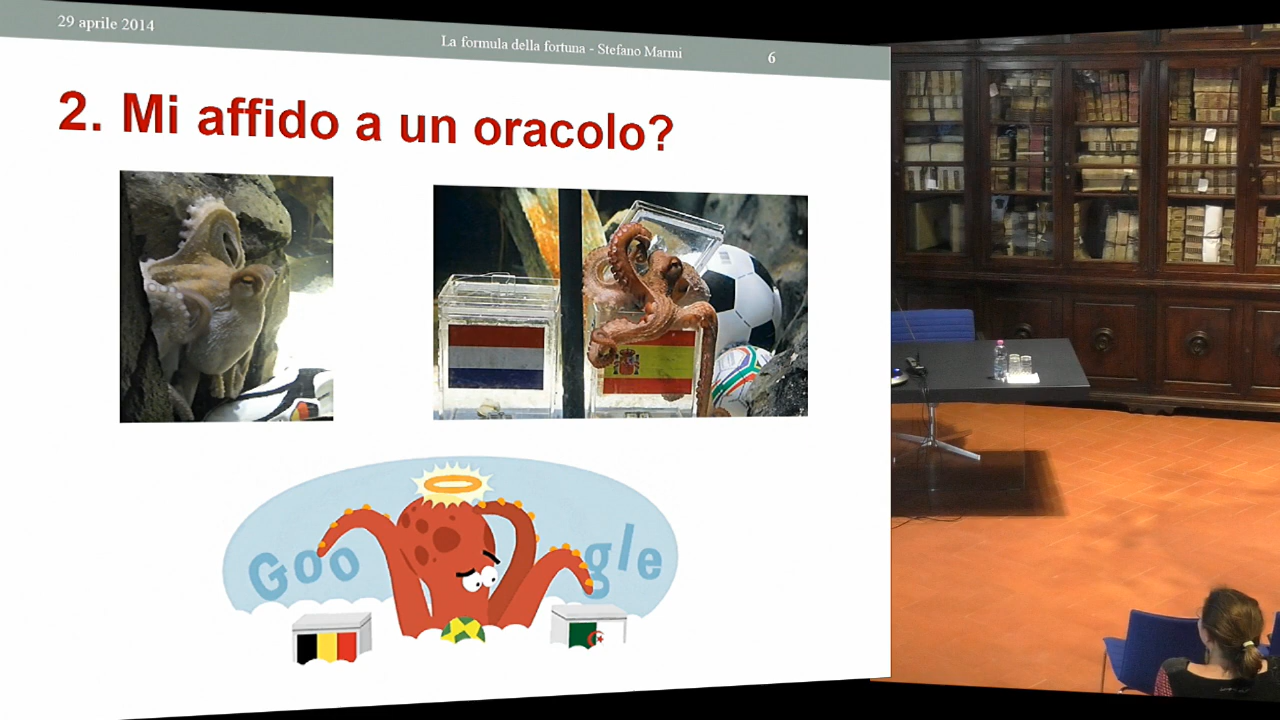 29 aprile 2014
La formula della fortuna - Stefano Marmi
6
2. Mi affido a un oracolo?
Goo gle